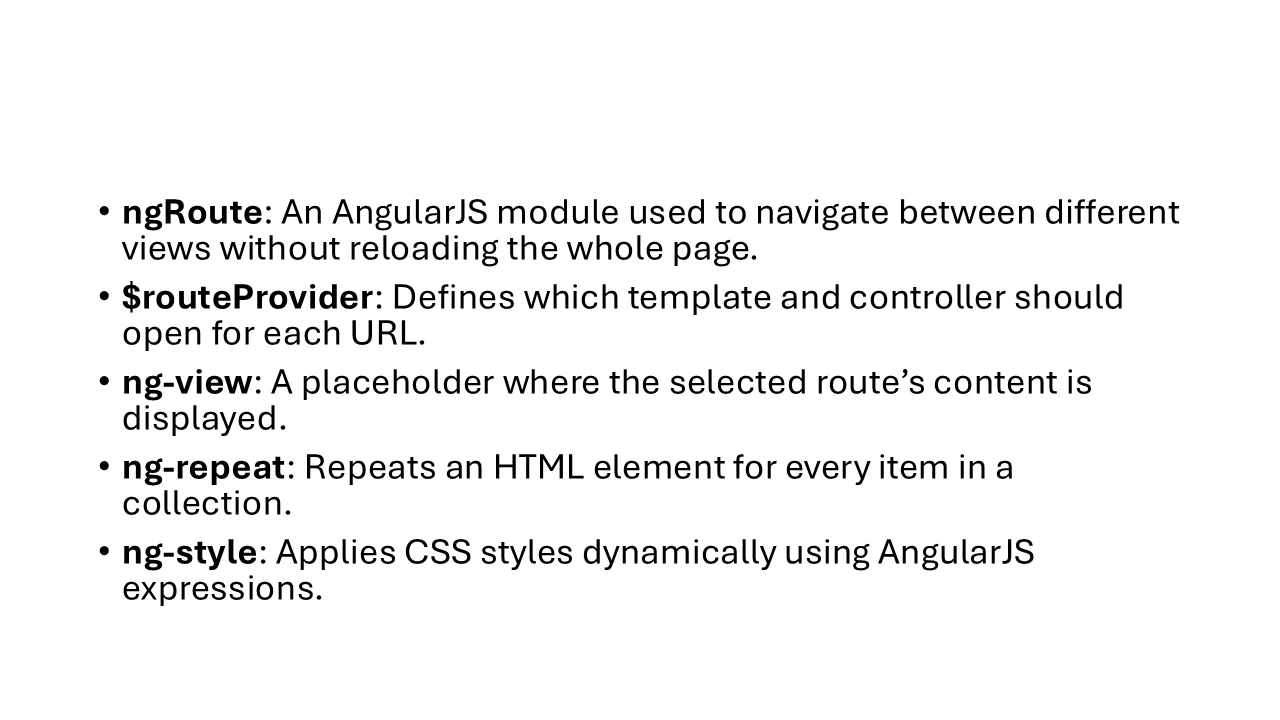 • ngRoute: An AngularJS module used to navigate between different
views without reloading the whole page.
• $routeProvider: Defines which template and controller should
open for each URL.
• ng-view: A placeholder where the selected route’s content is
displayed.
• ng-repeat: Repeats an HTML element for every item in a
collection.
• ng-style: Applies CSS styles dynamically using AngularJS
expressions.